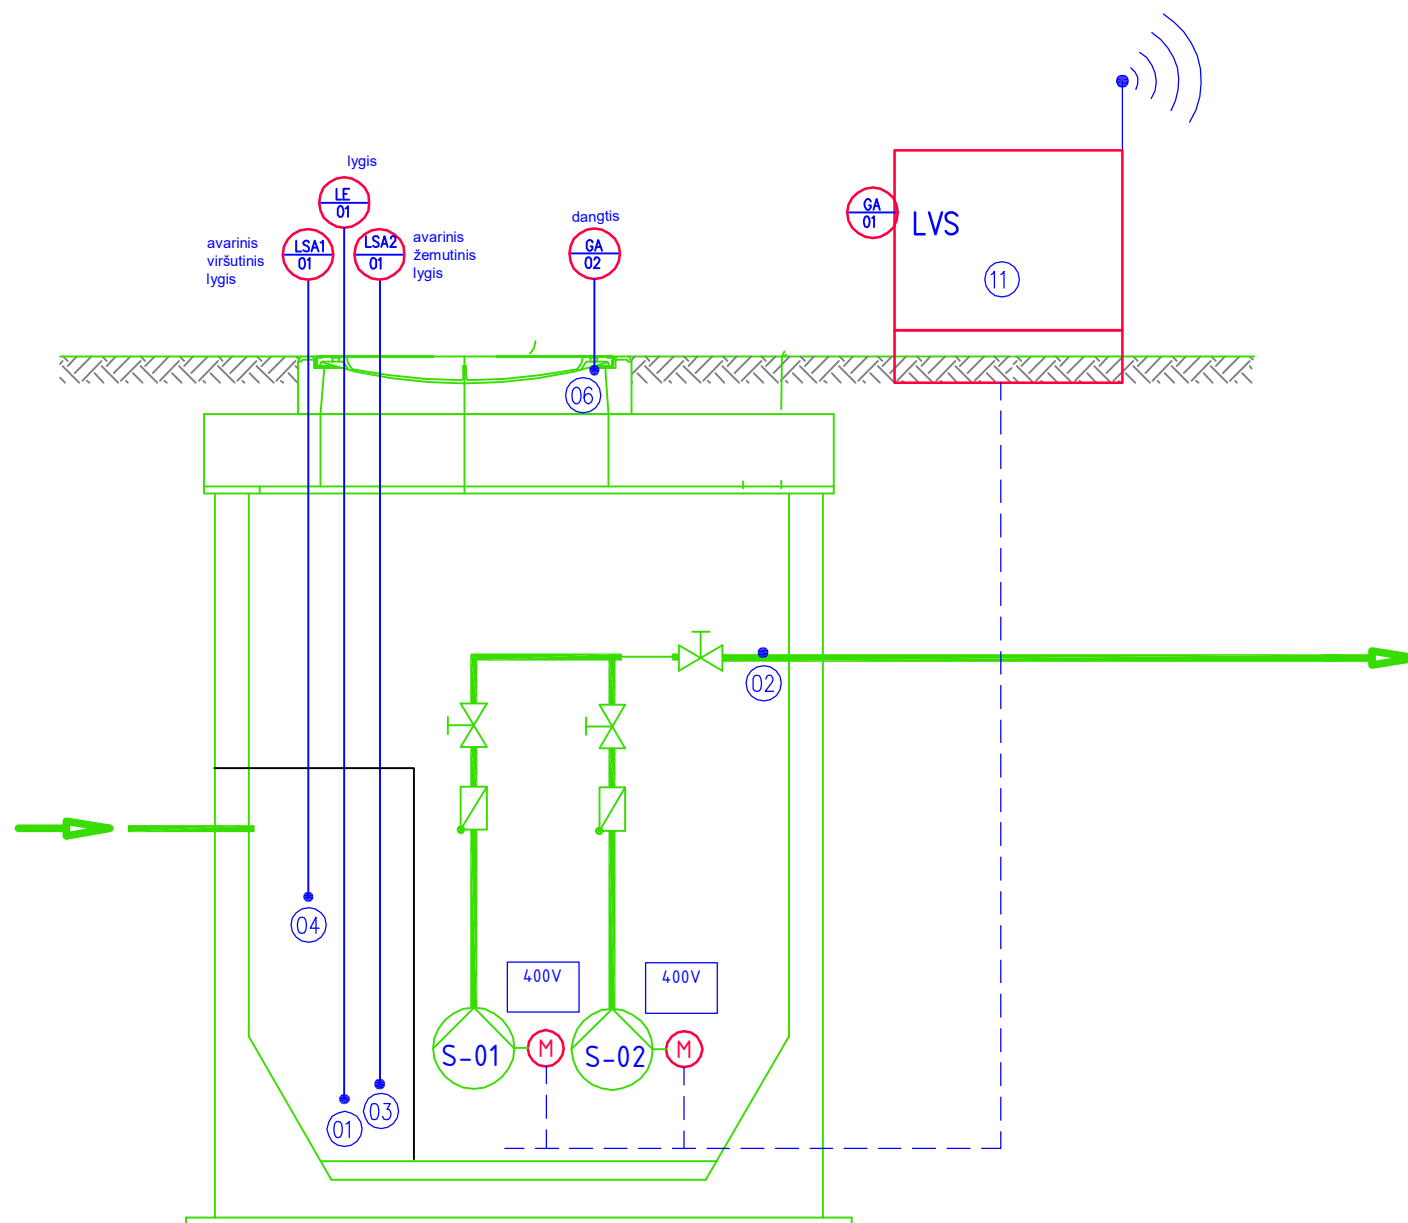 lygis
LE
01
avarinis
viršutinis
lygis
LSA1
01
LSA2
01
avarinis
žemutinis
lygis
dangtis
GA
02
GA
01
LVS
11
06
02
04
400V
400V
S-01
M
S-02
M
01
03